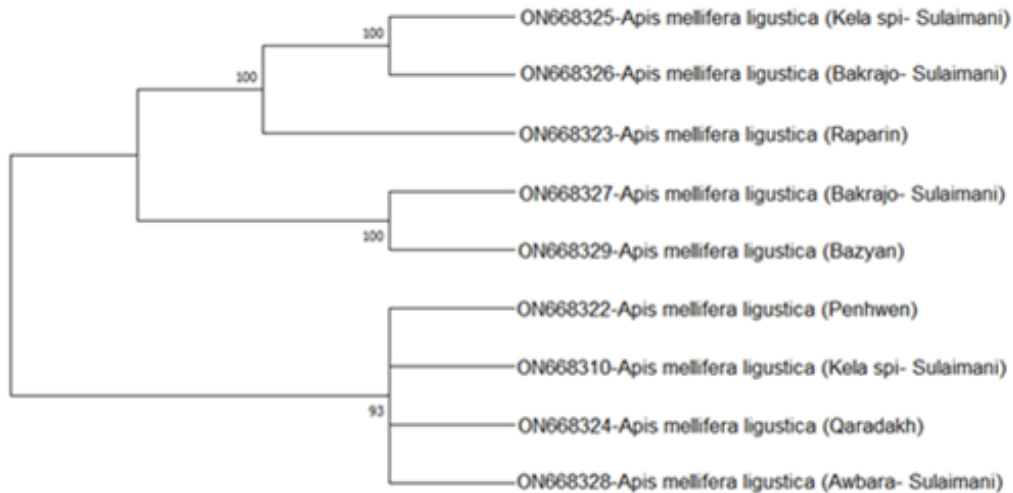 ON668325-Apis mellifera ligustica (Kela spi- Sulaimani)
100
ON668326-Apis mellifera ligustica (Bakrajo- Sulaimani)
100
ON668323-Apis mellifera ligustica (Raparin)
ON668327-Apis mellifera ligustica (Bakrajo- Sulaimani)
100
ON668329-Apis mellifera ligustica (Bazyan)
ON668322-Apis mellifera ligustica (Penhwen)
ON668310-Apis mellifera ligustica (Kela spi- Sulaimani)
93
ON668324-Apis mellifera ligustica (Qaradakh)
ON668328-Apis mellifera ligustica (Awbara- Sulaimani)